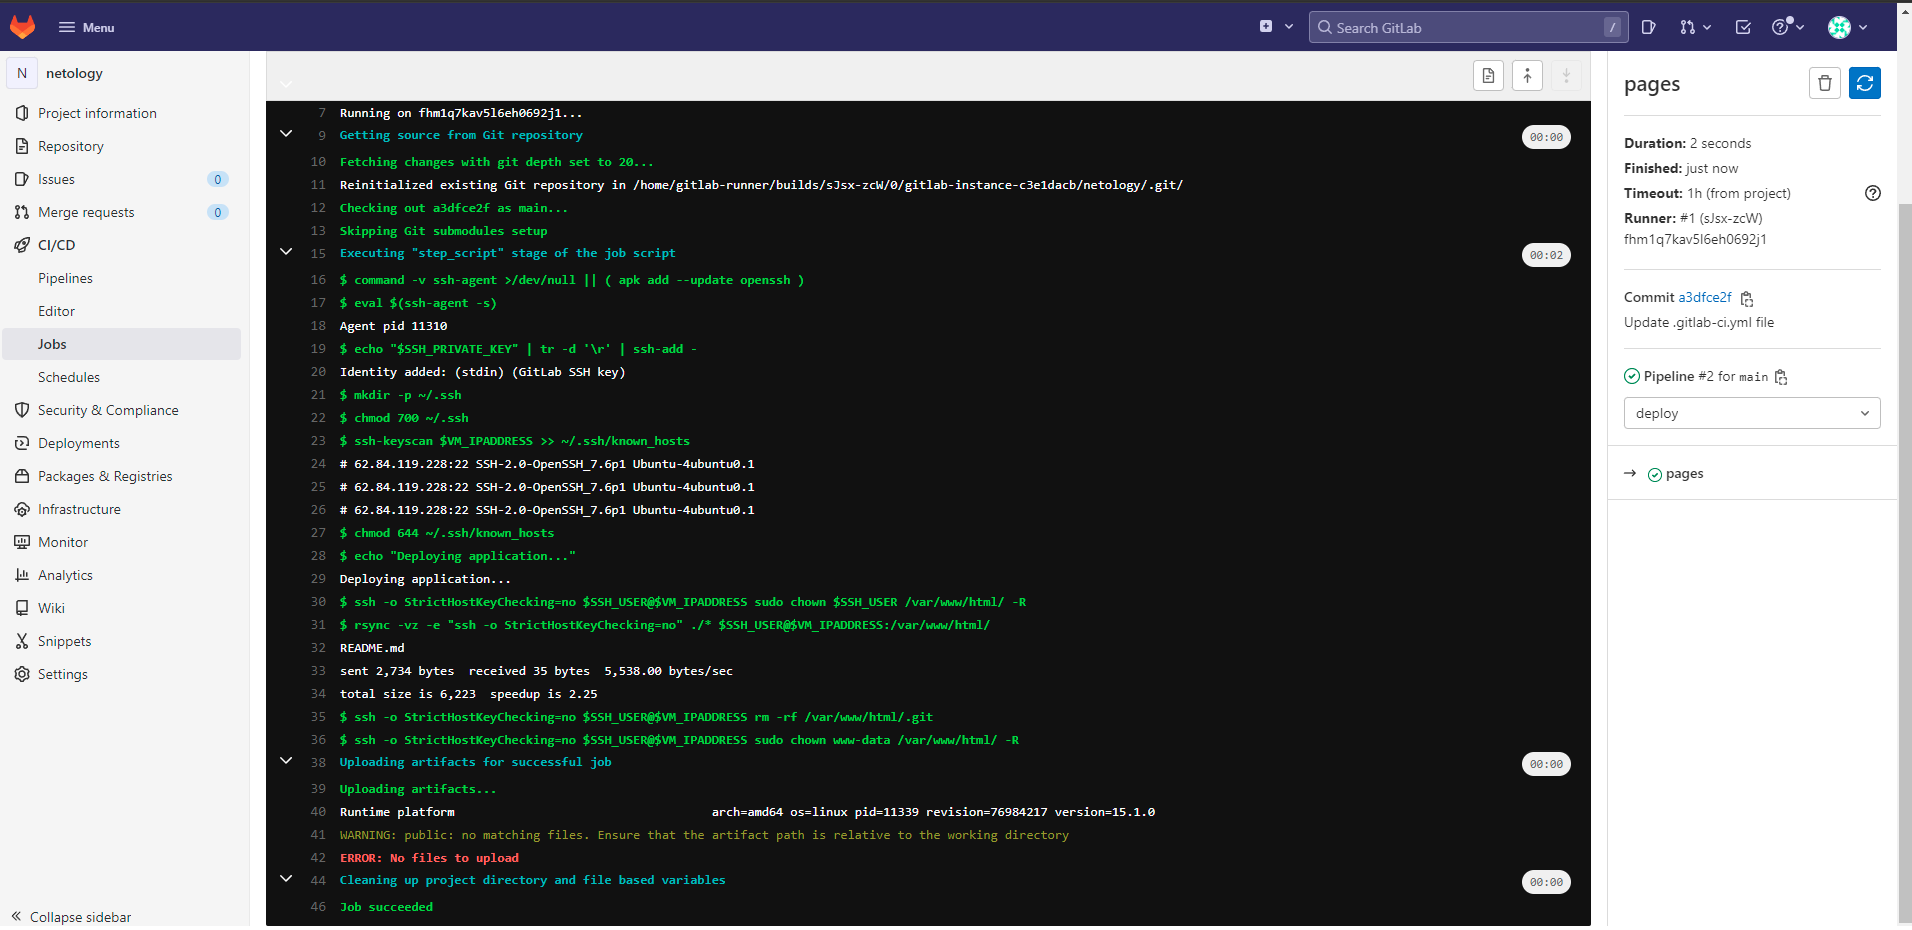 Menu
Search GitLab
/
N netology
Project information
Repository
Issues 0
Merge requests 0
CI/CD
Pipelines
Editor
Jobs
Schedules
Security & Compliance
Deployments
Packages & Registries
Infrastructure
Monitor
Analytics
Wiki
Snippets
Settings
Collapse sidebar
7 Running on fhm1q7kav5l6eh0692j1...
9 Getting source from Git repository 00:00
10 Fetching changes with git depth set to 20...
11 Reinitialized existing Git repository in /home/gitlab-runner/builds/sJsx-zcW/0/gitlab-instance-c3e1dacb/netology/.git/
12 Checking out a3dfce2f as main...
13 Skipping Git submodules setup
15 Executing "step_script" stage of the job script 00:02
16 $ command -v ssh-agent >/dev/null || ( apk add --update openssh )
17 $ eval $(ssh-agent -s)
18 Agent pid 11310
19 $ echo "$SSH_PRIVATE_KEY" | tr -d '\r' | ssh-add -
20 Identity added: (stdin) (GitLab SSH key)
21 $ mkdir -p ~/.ssh
22 $ chmod 700 ~/.ssh
23 $ ssh-keyscan $VM_IPADDRESS >> ~/.ssh/known_hosts
24 # 62.84.119.228:22 SSH-2.0-OpenSSH_7.6p1 Ubuntu-4ubuntu0.1
25 # 62.84.119.228:22 SSH-2.0-OpenSSH_7.6p1 Ubuntu-4ubuntu0.1
26 # 62.84.119.228:22 SSH-2.0-OpenSSH_7.6p1 Ubuntu-4ubuntu0.1
27 $ chmod 644 ~/.ssh/known_hosts
28 $ echo "Deploying application..."
29 Deploying application...
30 $ ssh -o StrictHostKeyChecking=no $SSH_USER@$VM_IPADDRESS sudo chown $SSH_USER /var/www/html/ -R
31 $ rsync -vz -e "ssh -o StrictHostKeyChecking=no" ./* $SSH_USER@$VM_IPADDRESS:/var/www/html/
32 README.md
33 sent 2,734 bytes  received 35 bytes  5,538.00 bytes/sec
34 total size is 6,223  speedup is 2.25
35 $ ssh -o StrictHostKeyChecking=no $SSH_USER@$VM_IPADDRESS rm -rf /var/www/html/.git
36 $ ssh -o StrictHostKeyChecking=no $SSH_USER@$VM_IPADDRESS sudo chown www-data /var/www/html/ -R
38 Uploading artifacts for successful job 00:00
39 Uploading artifacts...
40 Runtime platform arch=amd64 os=linux pid=11339 revision=76984217 version=15.1.0
41 WARNING: public: no matching files. Ensure that the artifact path is relative to the working directory
42 ERROR: No files to upload
44 Cleaning up project directory and file based variables 00:00
46 Job succeeded
pages
Duration: 2 seconds
Finished: just now
Timeout: 1h (from project)
Runner: #1 (sJsx-zcW)
fhm1q7kav5l6eh0692j1
Commit a3dfce2f
Update .gitlab-ci.yml file
Pipeline #2 for main
deploy
→ pages